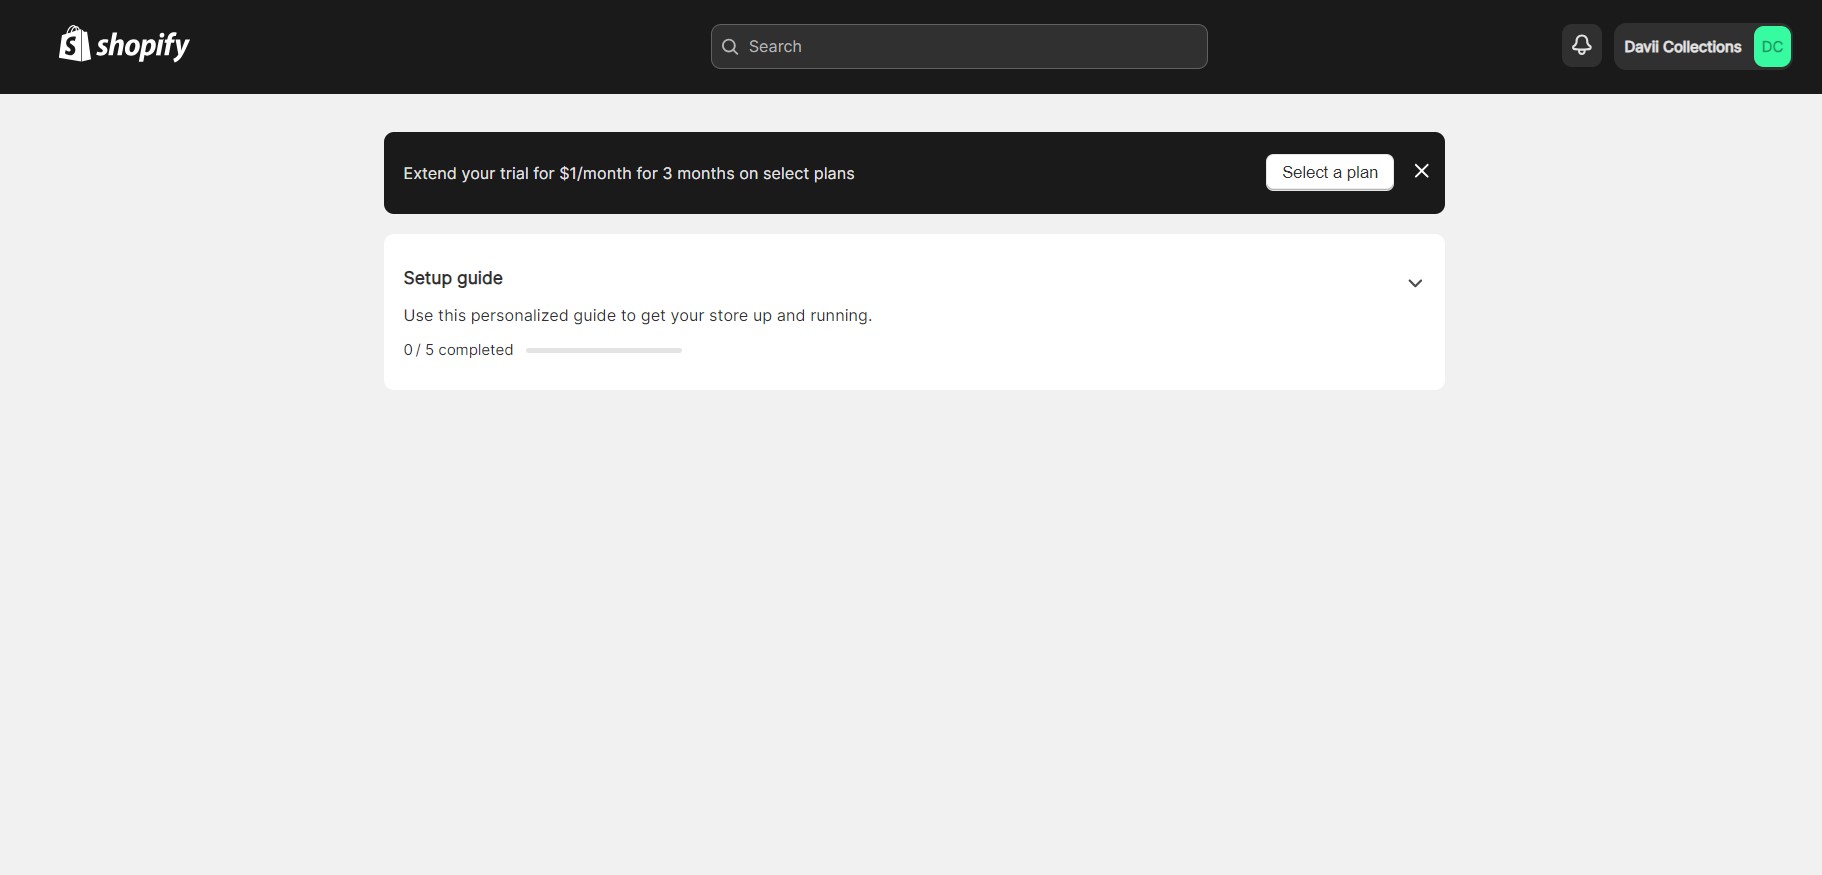 shopify
Search
Davii Collections
DC
Extend your trial for $1/month for 3 months on select plans
Select a plan
Setup guide
Use this personalized guide to get your store up and running.
0 / 5 completed